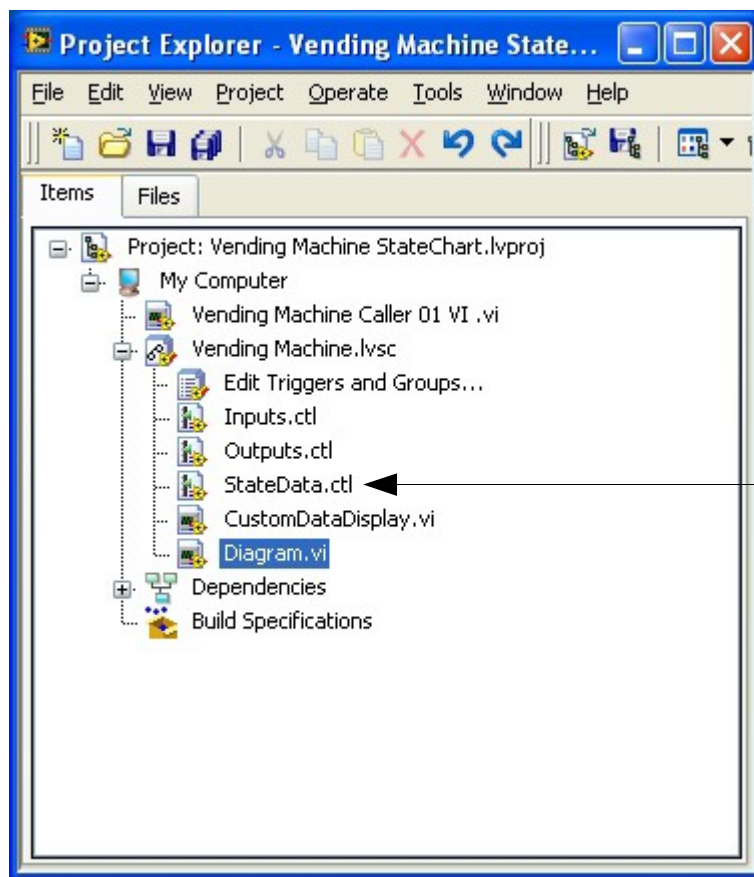 Project Explorer - Vending Machine State...
File Edit View Project Operate Tools Window Help
Items Files
Project: Vending Machine StateChart.lvproj
My Computer
Vending Machine Caller 01 VI .vi
Vending Machine.lvsc
Edit Triggers and Groups...
Inputs.ctl
Outputs.ctl
StateData.ctl
CustomDataDisplay.vi
Diagram.vi
Dependencies
Build Specifications